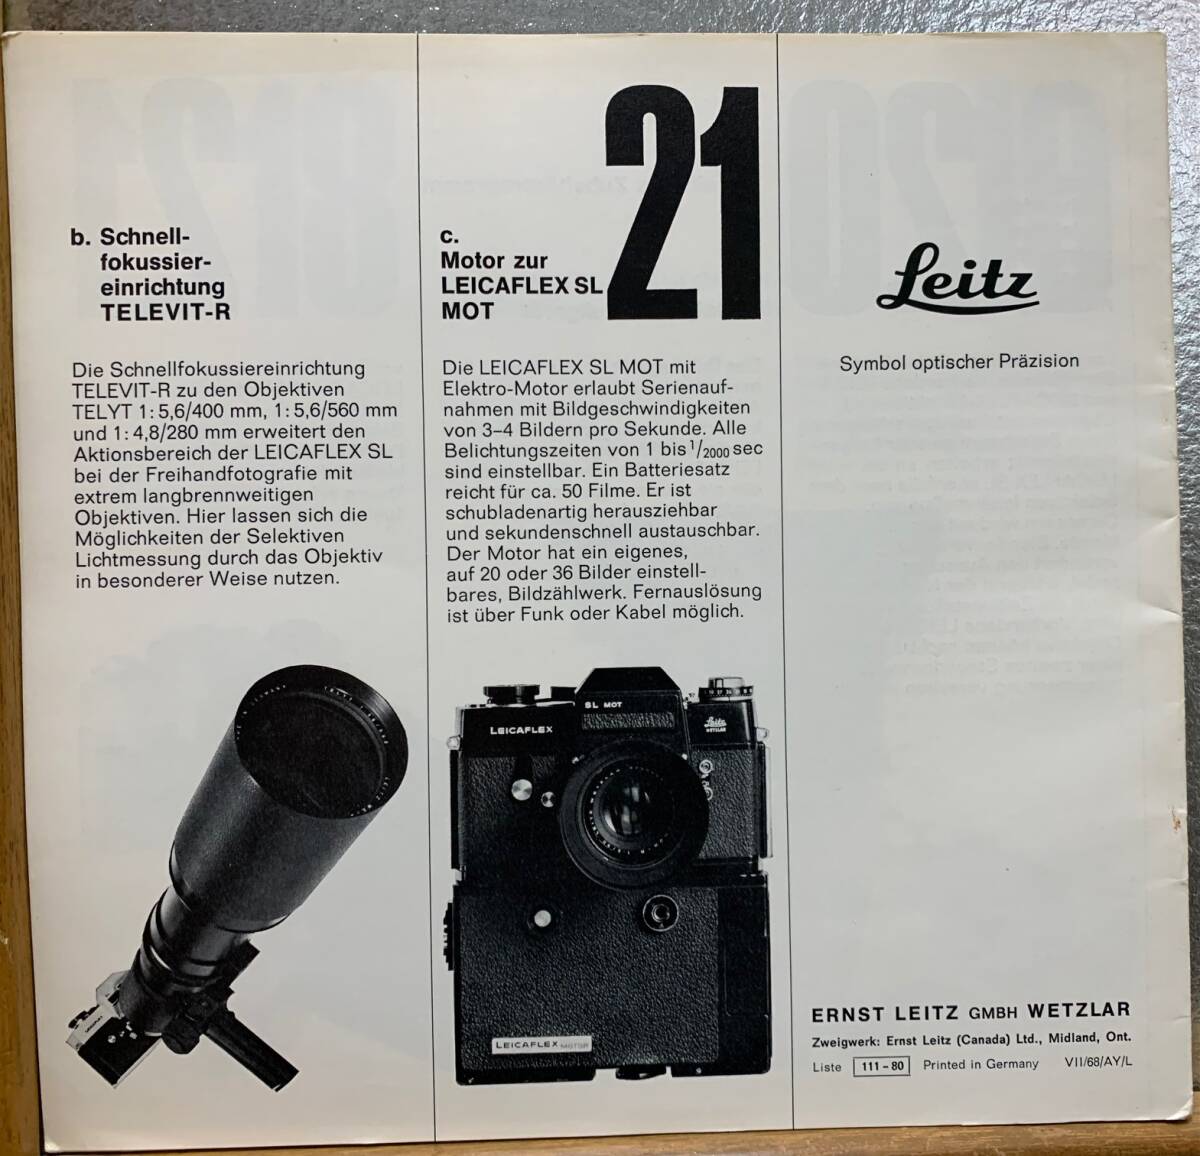 b. Schnell-
fokussier-
einrichtung
TELEVIT-R
Die Schnellfokussiereinrichtung
TELEVIT-R zu den Objektiven
TELYT 1:5,6/400 mm, 1:5,6/560 mm
und 1:4,8/280 mm erweitert den
Aktionsbereich der LEICAFLEX SL
bei der Freihandfotografie mit
extrem langbrennweitigen
Objektiven. Hier lassen sich die
Möglichkeiten der Selektiven
Lichtmessung durch das Objektiv
in besonderer Weise nutzen.
21
c.
Motor zur
LEICAFLEX SL
MOT
Die LEICAFLEX SL MOT mit
Elektro-Motor erlaubt Serienauf-
nahmen mit Bildgeschwindigkeiten
von 3–4 Bildern pro Sekunde. Alle
Belichtungszeiten von 1 bis 1/2000 sec
sind einstellbar. Ein Batteriesatz
reicht für ca. 50 Filme. Er ist
schubladenartig herausziehbar
und sekundenschnell austauschbar.
Der Motor hat ein eigenes,
auf 20 oder 36 Bilder einstell-
bares, Bildzählwerk. Fernauslösung
ist über Funk oder Kabel möglich.
SL MOT
LEICAFLEX
Leitz
WETZLAR
LEICAFLEX MOTOR
Leitz
Symbol optischer Präzision
ERNST LEITZ GMBH WETZLAR
Zweigwerk: Ernst Leitz (Canada) Ltd., Midland, Ont.
Liste 111-80 Printed in Germany VII/68/AY/L